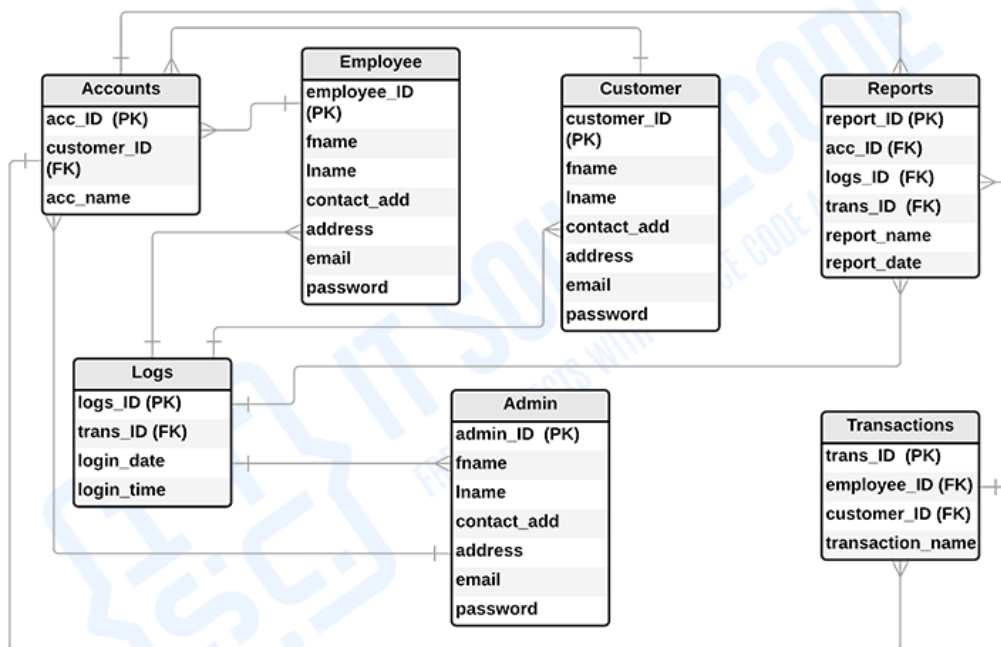 Accounts
acc_ID (PK)
customer_ID
(FK)
acc_name
Employee
employee_ID
(PK)
fname
lname
contact_add
address
email
password
Customer
customer_ID
(PK)
fname
lname
contact_add
address
email
password
Reports
report_ID (PK)
acc_ID (FK)
logs_ID (FK)
trans_ID (FK)
report_name
report_date
Logs
logs_ID (PK)
trans_ID (FK)
login_date
login_time
Admin
admin_ID (PK)
fname
lname
contact_add
address
email
password
Transactions
trans_ID (PK)
employee_ID (FK)
customer_ID (FK)
transaction_name